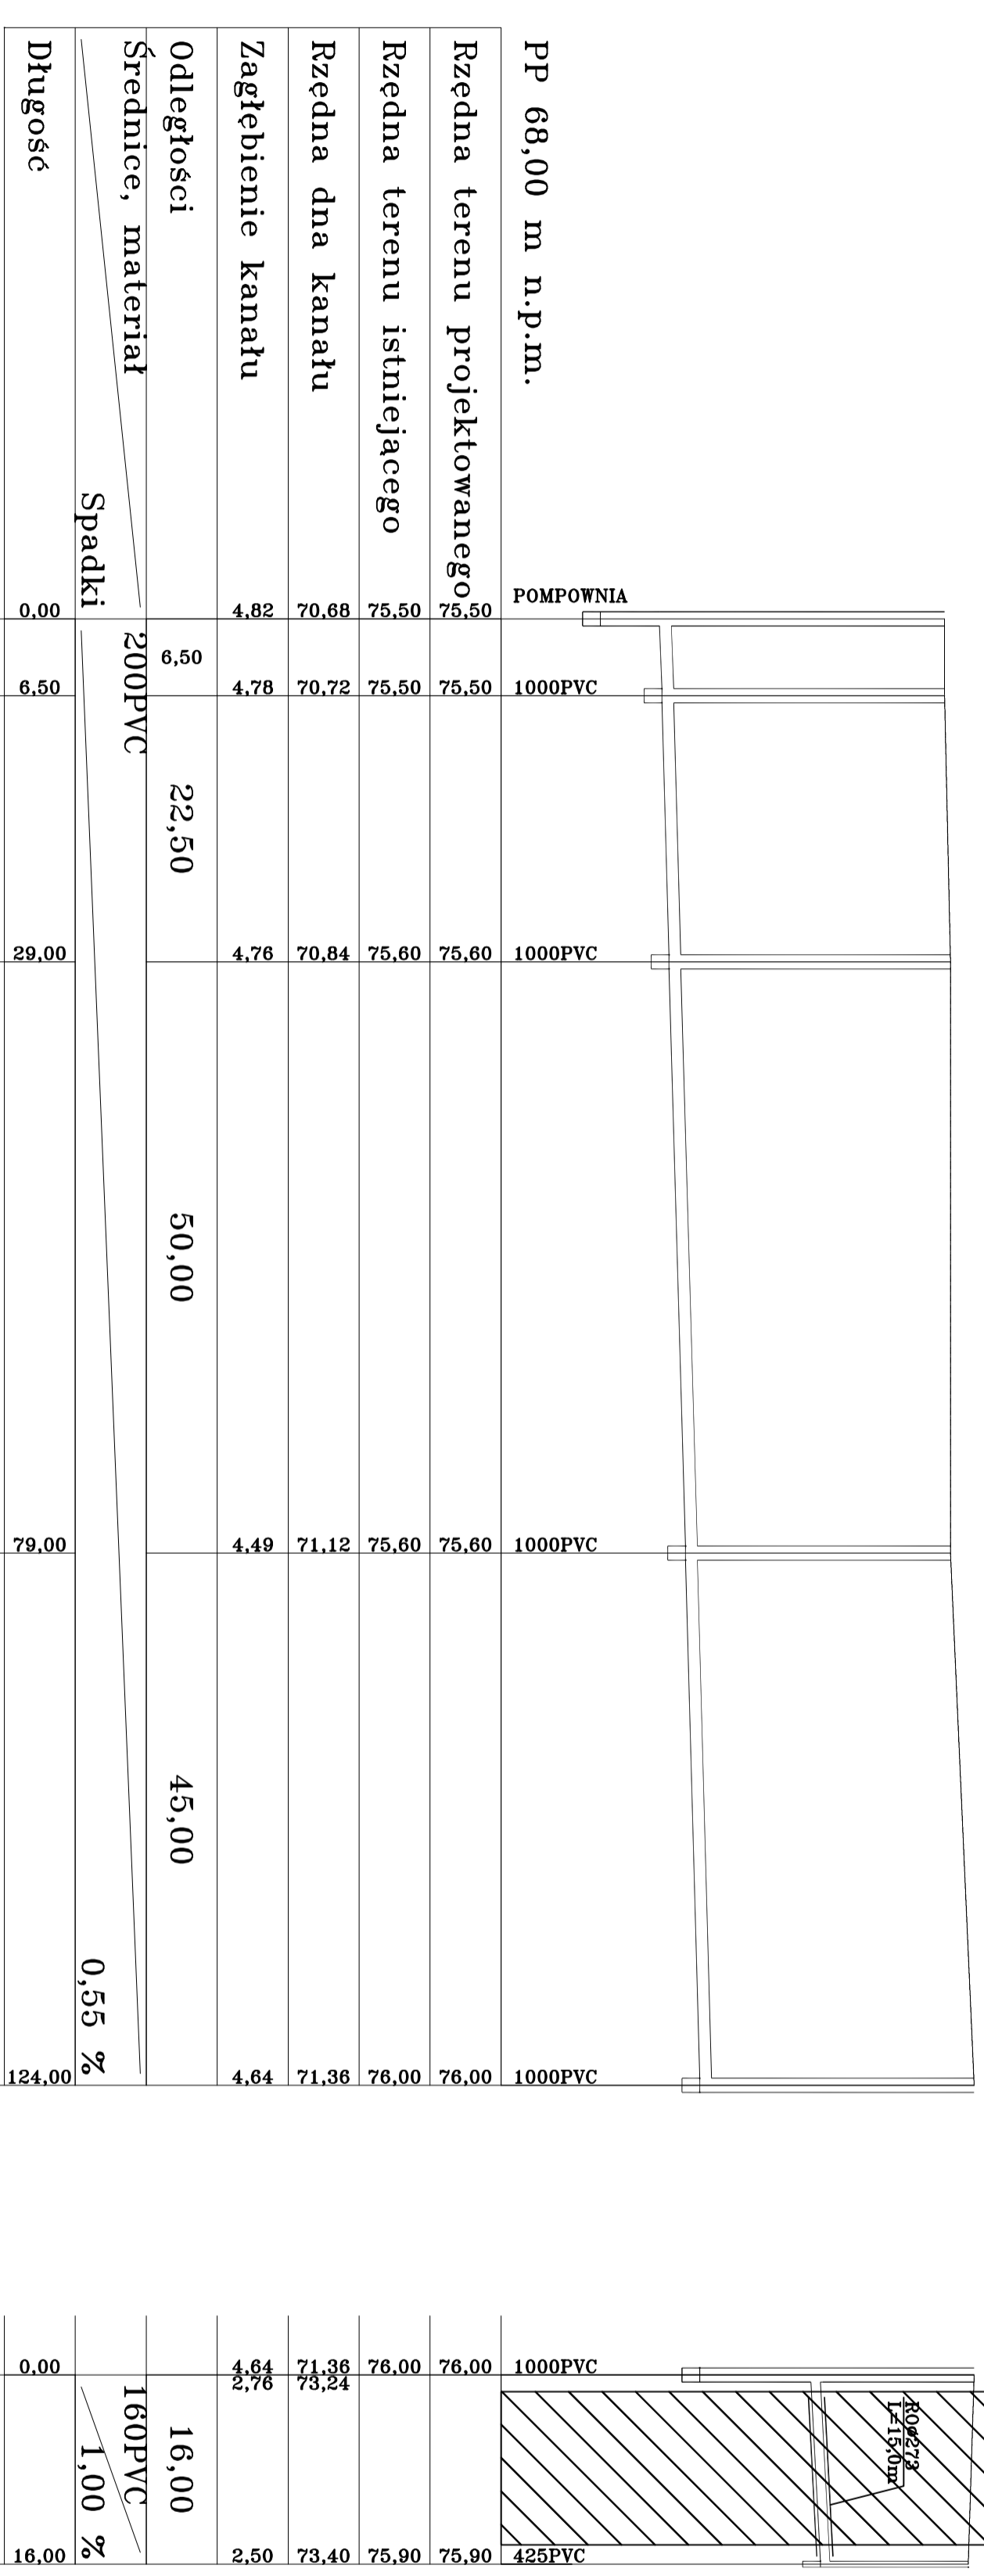 PP 68,00 m n.p.m.
POMPOWNIA
1000PVC
1000PVC
1000PVC
1000PVC
1000PVC
425PVC
ROø273
L=15,0m
Rzędna terenu projektowanego
75,50
75,50
75,60
75,60
76,00
76,00
75,90
Rzędna terenu istniejącego
75,50
75,50
75,60
75,60
76,00
76,00
75,90
Rzędna dna kanału
70,68
70,72
70,84
71,12
71,36
71,36
73,24
73,40
Zagłębienie kanału
4,82
4,78
4,76
4,49
4,64
4,64
2,76
2,50
Odległości
6,50
22,50
50,00
45,00
16,00
Średnice, materiał
200PVC
160PVC
Spadki
0,55 %
1,00 %
Długość
0,00
6,50
29,00
79,00
124,00
0,00
16,00